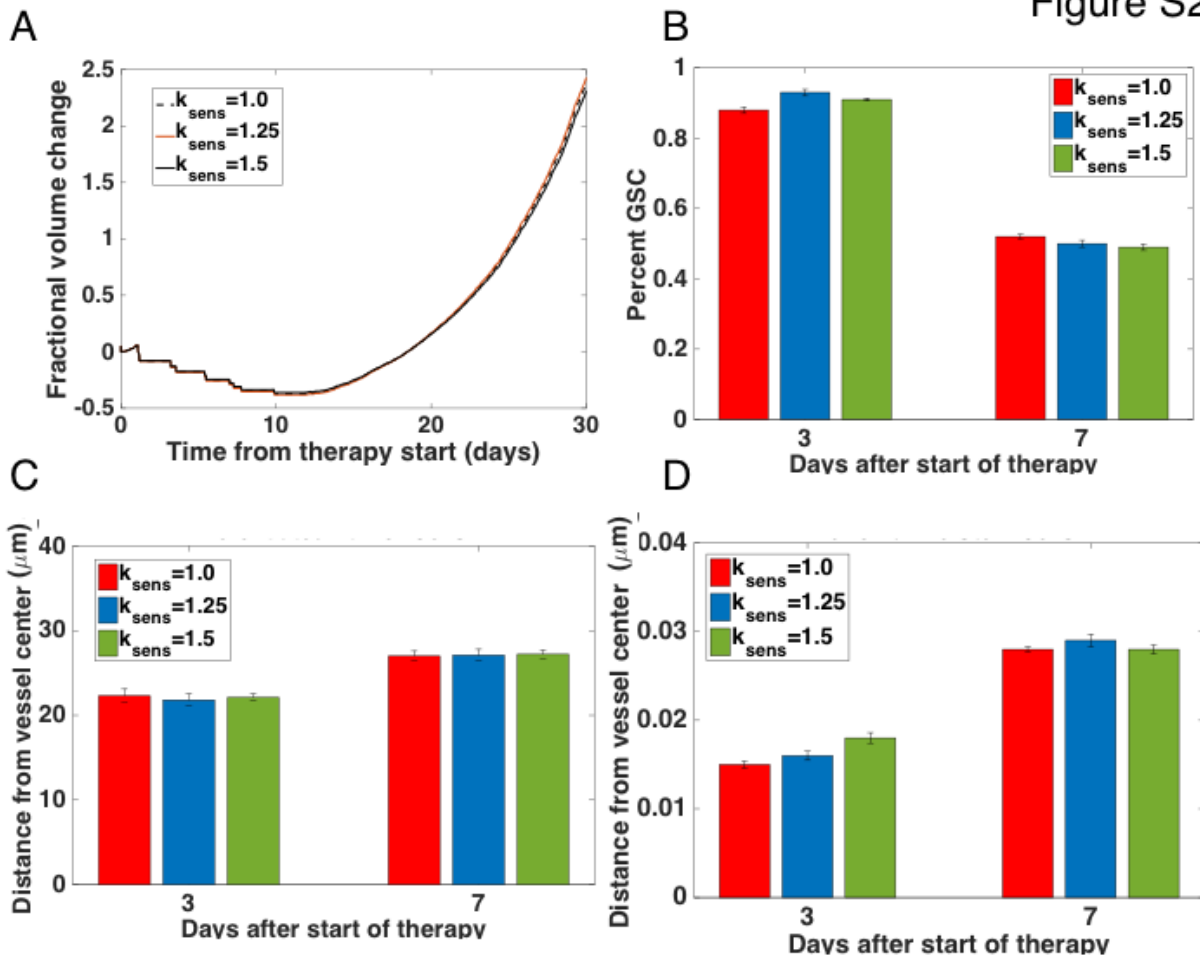 Figure S2
A
2.5
2
1.5
1
0.5
0
-0.5
0
10
20
30
Fractional volume change
Time from therapy start (days)
k sens=1.0
k sens=1.25
k sens=1.5
B
1
0.8
0.6
0.4
0.2
0
3
7
Percent GSC
Days after start of therapy
k sens=1.0
k sens=1.25
k sens=1.5
C
40
30
20
10
0
3
7
Distance from vessel center (μm)
Days after start of therapy
k sens=1.0
k sens=1.25
k sens=1.5
D
0.04
0.03
0.02
0.01
0
3
7
Distance from vessel center (μm)
Days after start of therapy
k sens=1.0
k sens=1.25
k sens=1.5